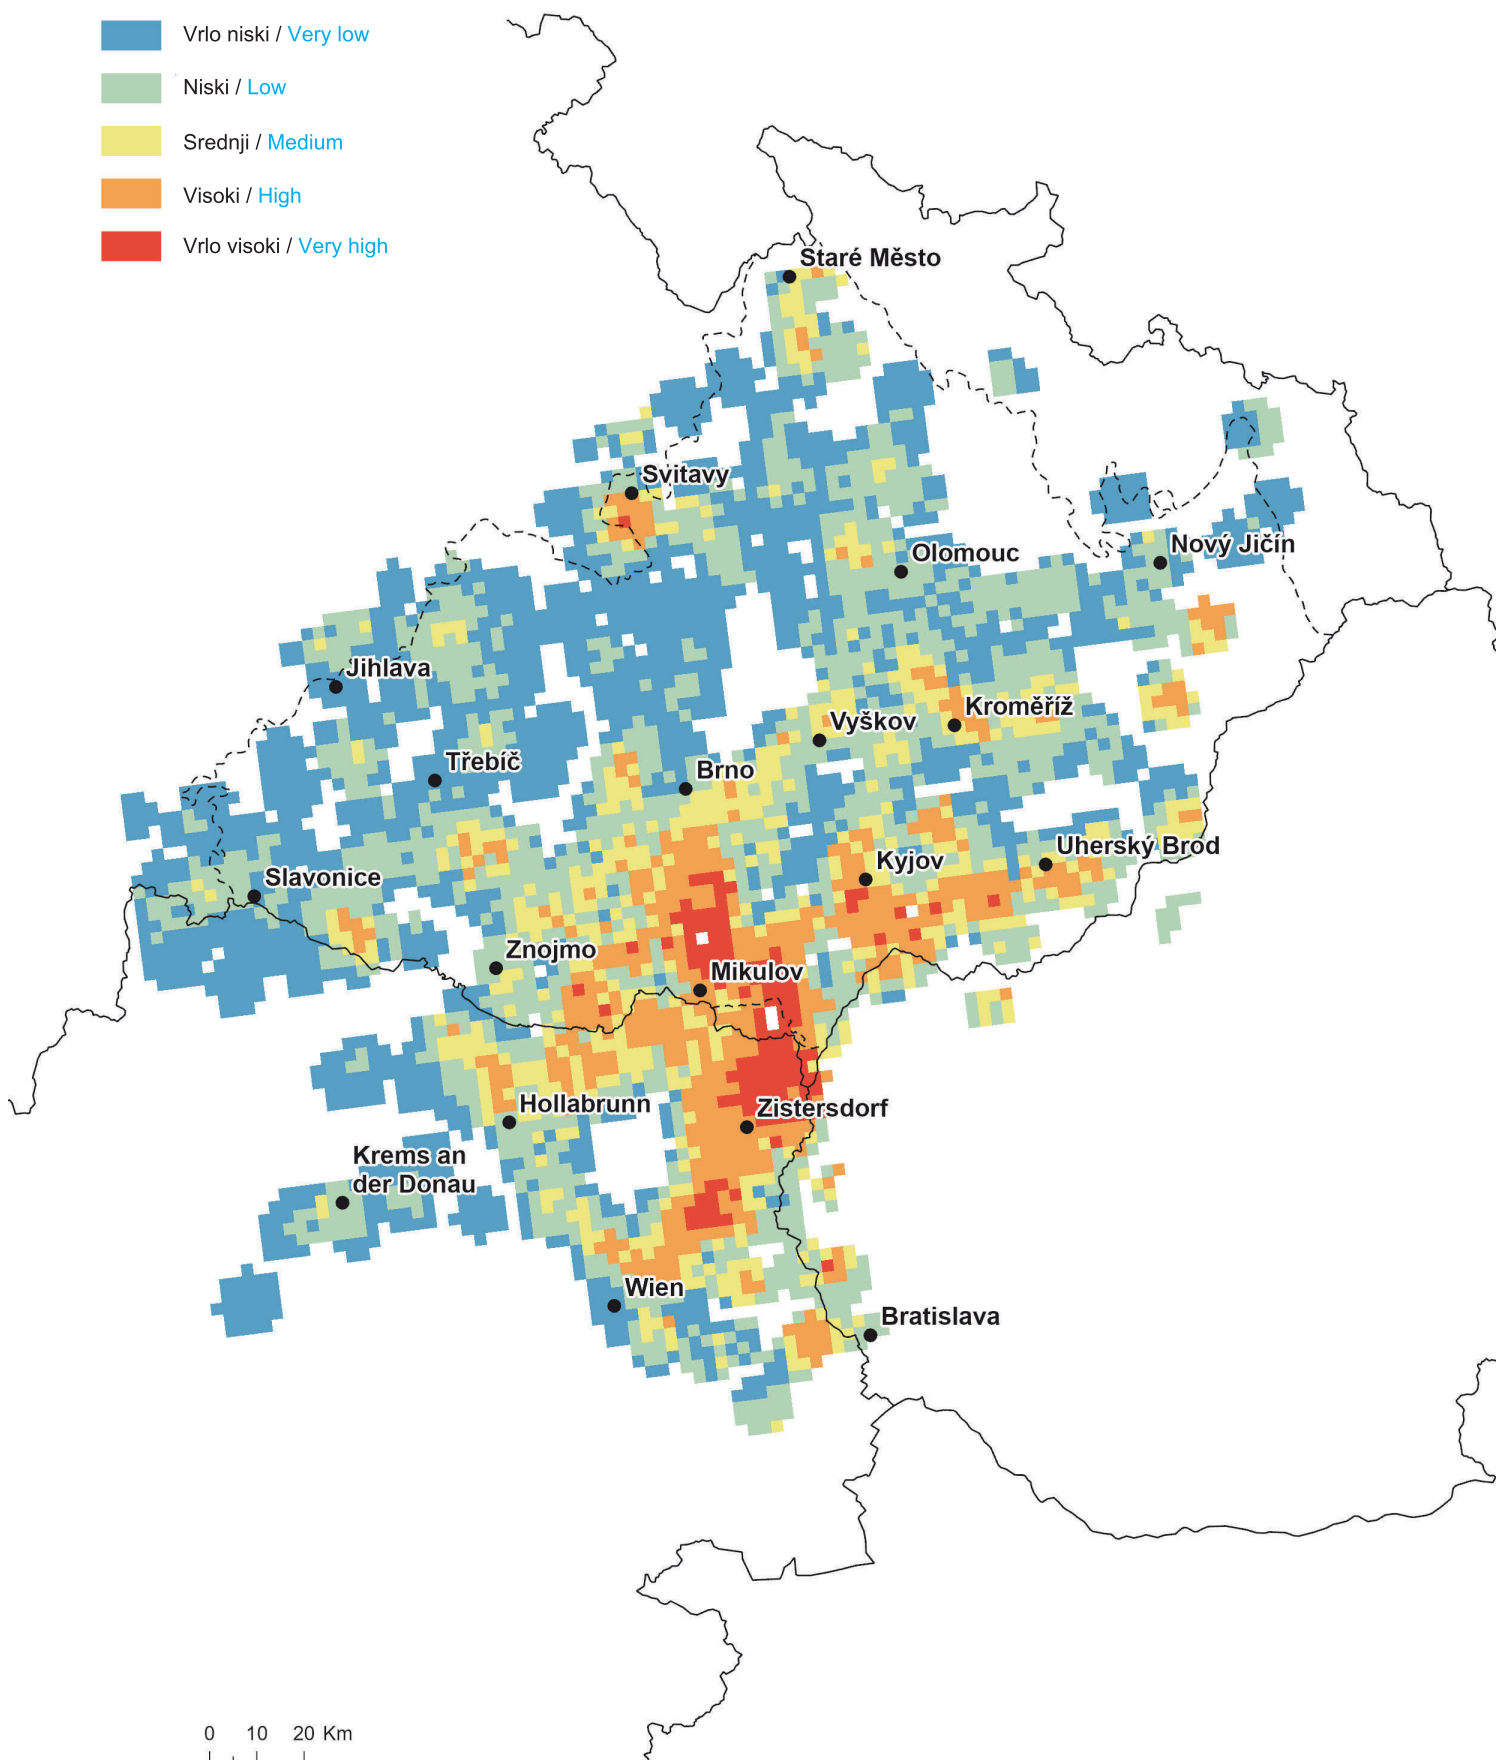 Vrlo niski / Very low
Niski / Low
Srednji / Medium
Visoki / High
Vrlo visoki / Very high
Staré Město
Svitavy
Olomouc
Nový Jičín
Jihlava
Kroměříž
Vyškov
Třebíč
Brno
Uherský Brod
Kyjov
Slavonice
Znojmo
Mikulov
Hollabrunn
Zistersdorf
Krems an
der Donau
Wien
Bratislava
0 10 20 Km